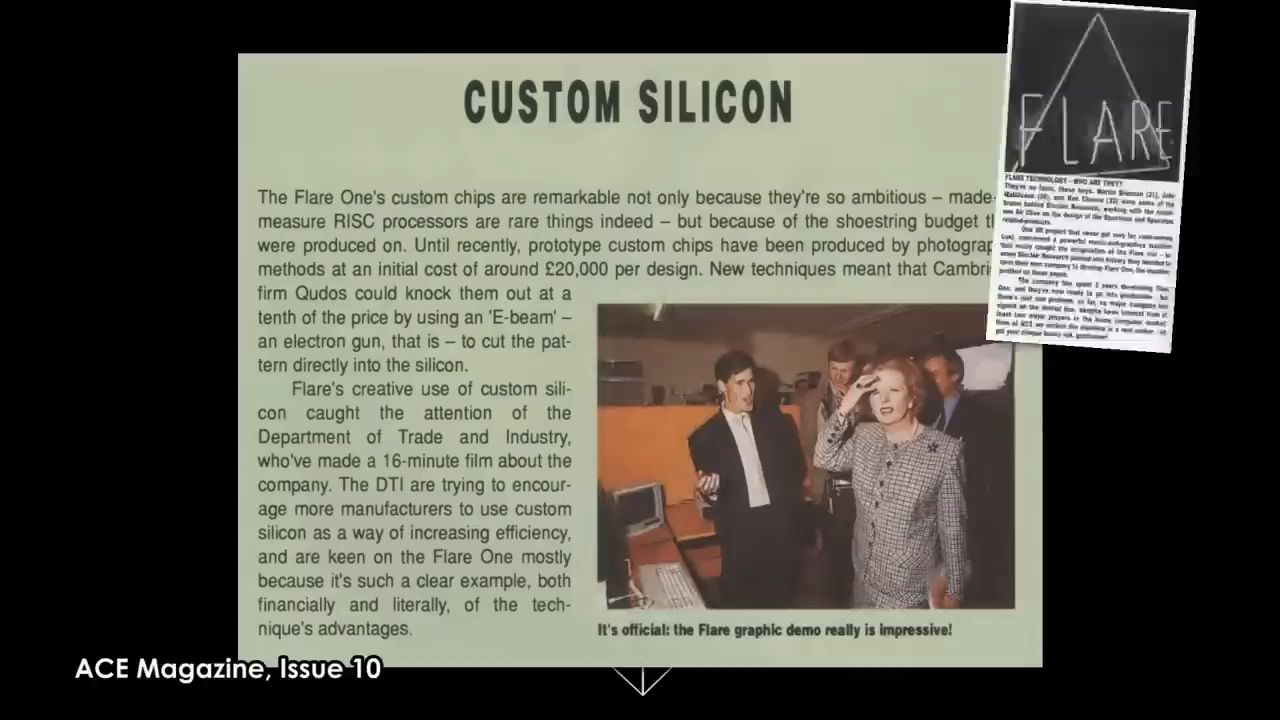 CUSTOM SILICON
The Flare One's custom chips are remarkable not only because they're so ambitious – made-
measure RISC processors are rare things indeed – but because of the shoestring budget t
were produced on. Until recently, prototype custom chips have been produced by photograp
methods at an initial cost of around £20,000 per design. New techniques meant that Cambri
firm Qudos could knock them out at a
tenth of the price by using an 'E-beam' –
an electron gun, that is – to cut the pat-
tern directly into the silicon.
Flare's creative use of custom sili-
con caught the attention of the
Department of Trade and Industry,
who've made a 16-minute film about the
company. The DTI are trying to encour-
age more manufacturers to use custom
silicon as a way of increasing efficiency,
and are keen on the Flare One mostly
because it's such a clear example, both
financially and literally, of the tech-
nique's advantages.
It's official: the Flare graphic demo really is impressive!
FLARE
FLARE TECHNOLOGY – WHO ARE THEY?
ACE Magazine, Issue 10